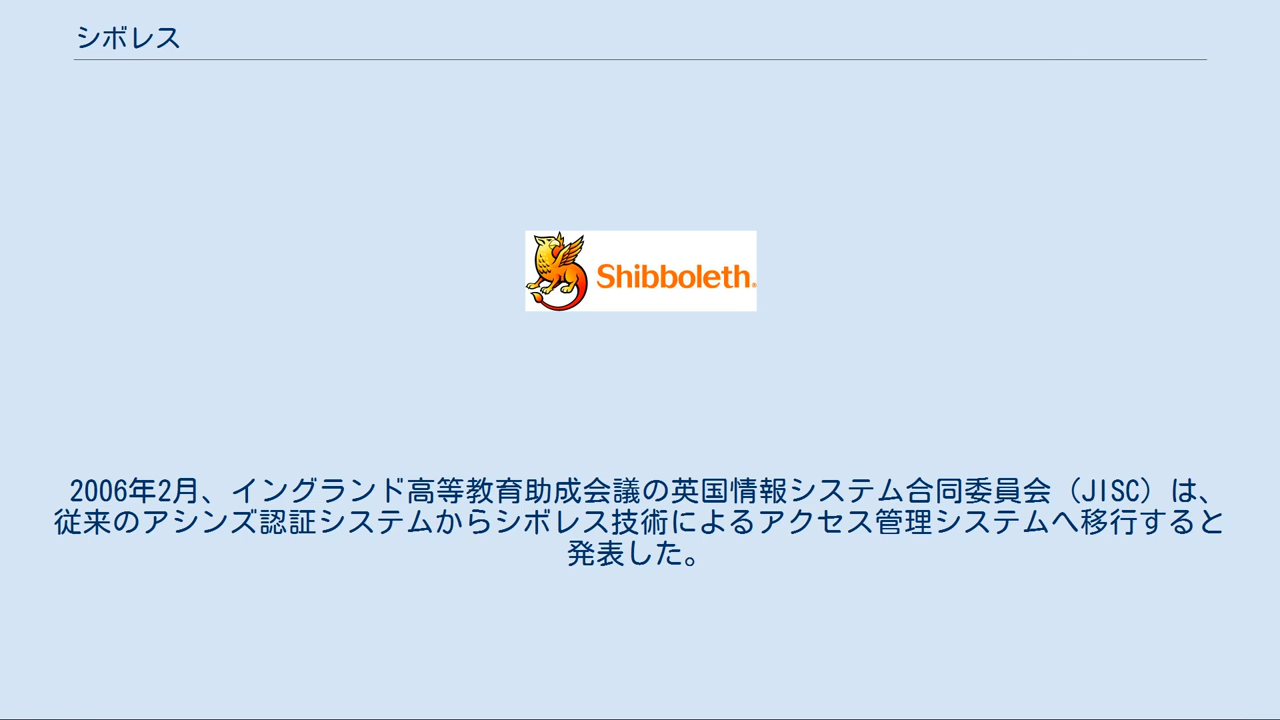 シボレス
Shibboleth®
2006年2月、イングランド高等教育助成会議の英国情報システム合同委員会（JISC）は、
従来のアシンズ認証システムからシボレス技術によるアクセス管理システムへ移行すると
発表した。